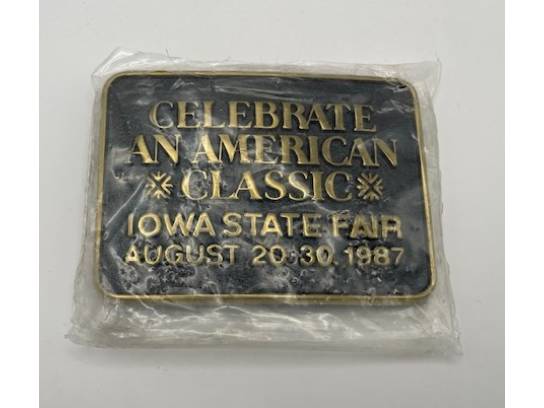 CELEBRATE
AN AMERICAN
CLASSIC
IOWA STATE FAIR
AUGUST 20-30, 1987